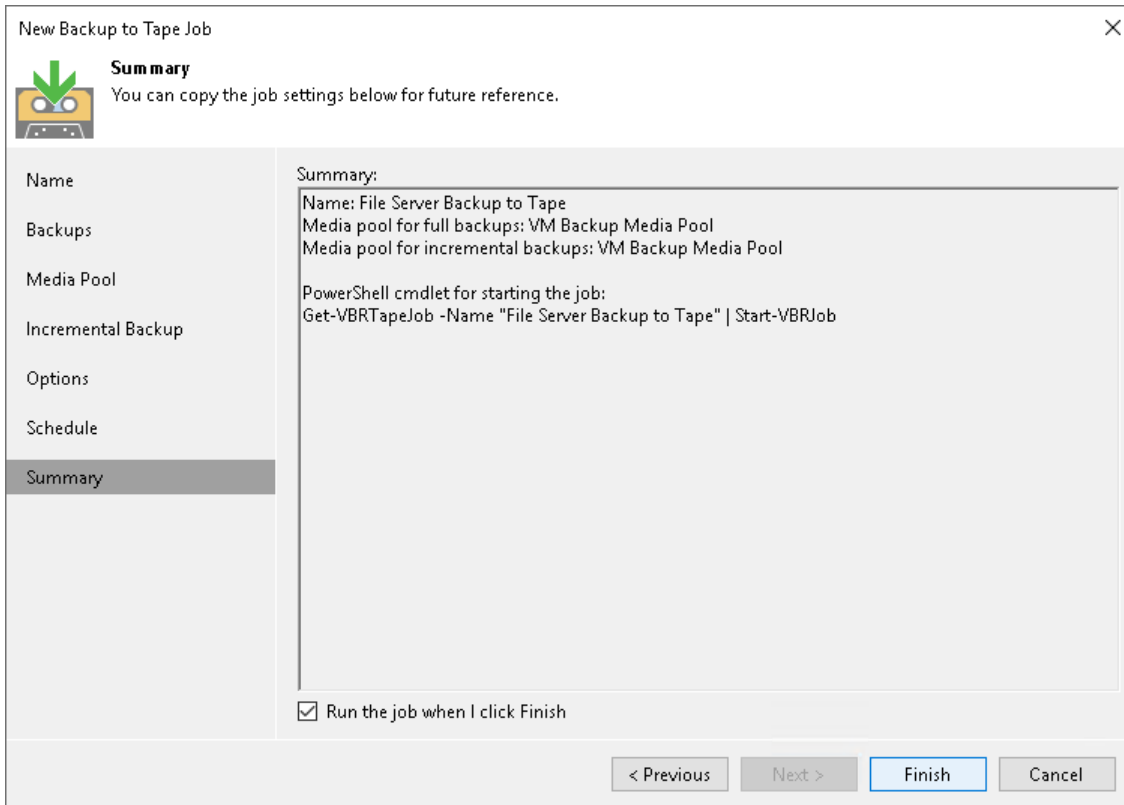 New Backup to Tape Job
Summary
You can copy the job settings below for future reference.
Name
Backups
Media Pool
Incremental Backup
Options
Schedule
Summary
Summary:
Name: File Server Backup to Tape
Media pool for full backups: VM Backup Media Pool
Media pool for incremental backups: VM Backup Media Pool
PowerShell cmdlet for starting the job:
Get-VBRTapeJob -Name "File Server Backup to Tape" | Start-VBRJob
Run the job when I click Finish
< Previous
Next >
Finish
Cancel